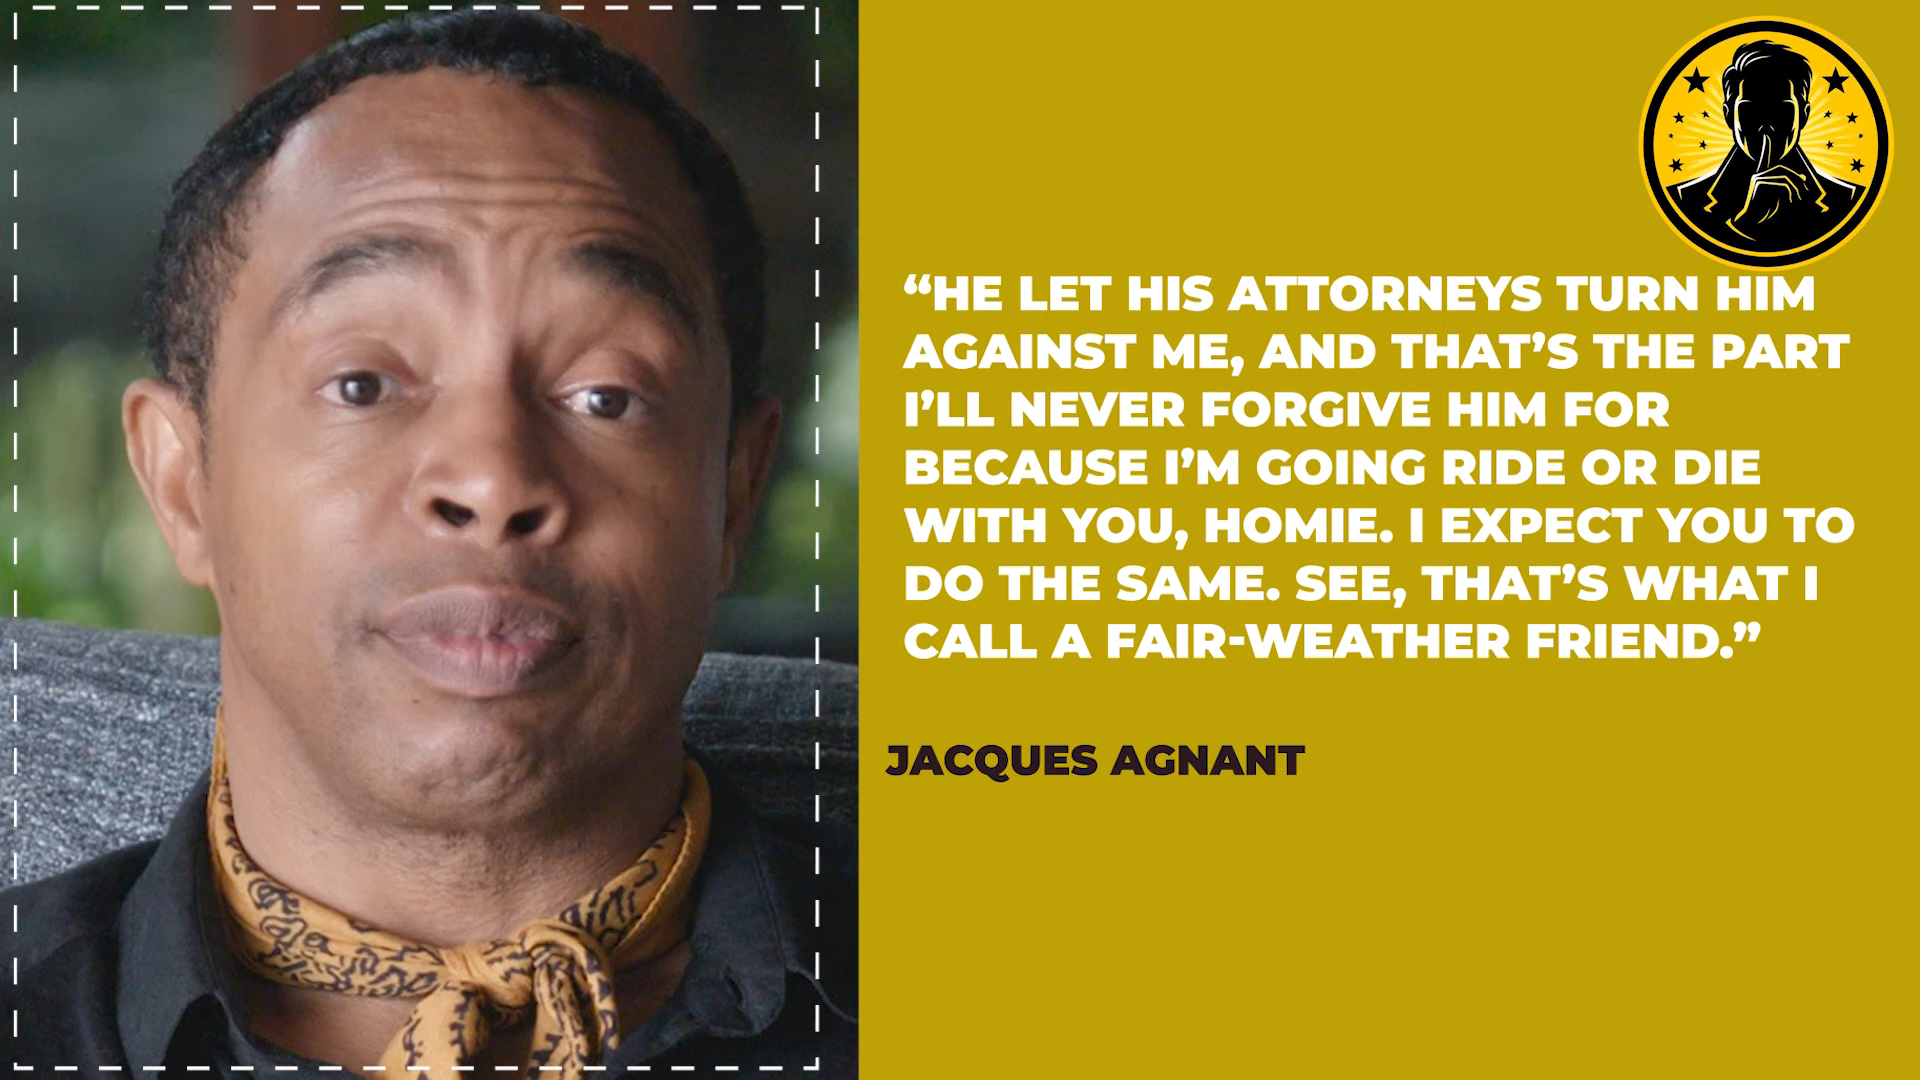 “HE LET HIS ATTORNEYS TURN HIM
AGAINST ME, AND THAT’S THE PART
I’LL NEVER FORGIVE HIM FOR
BECAUSE I’M GOING RIDE OR DIE
WITH YOU, HOMIE. I EXPECT YOU TO
DO THE SAME. SEE, THAT’S WHAT I
CALL A FAIR-WEATHER FRIEND.”
JACQUES AGNANT